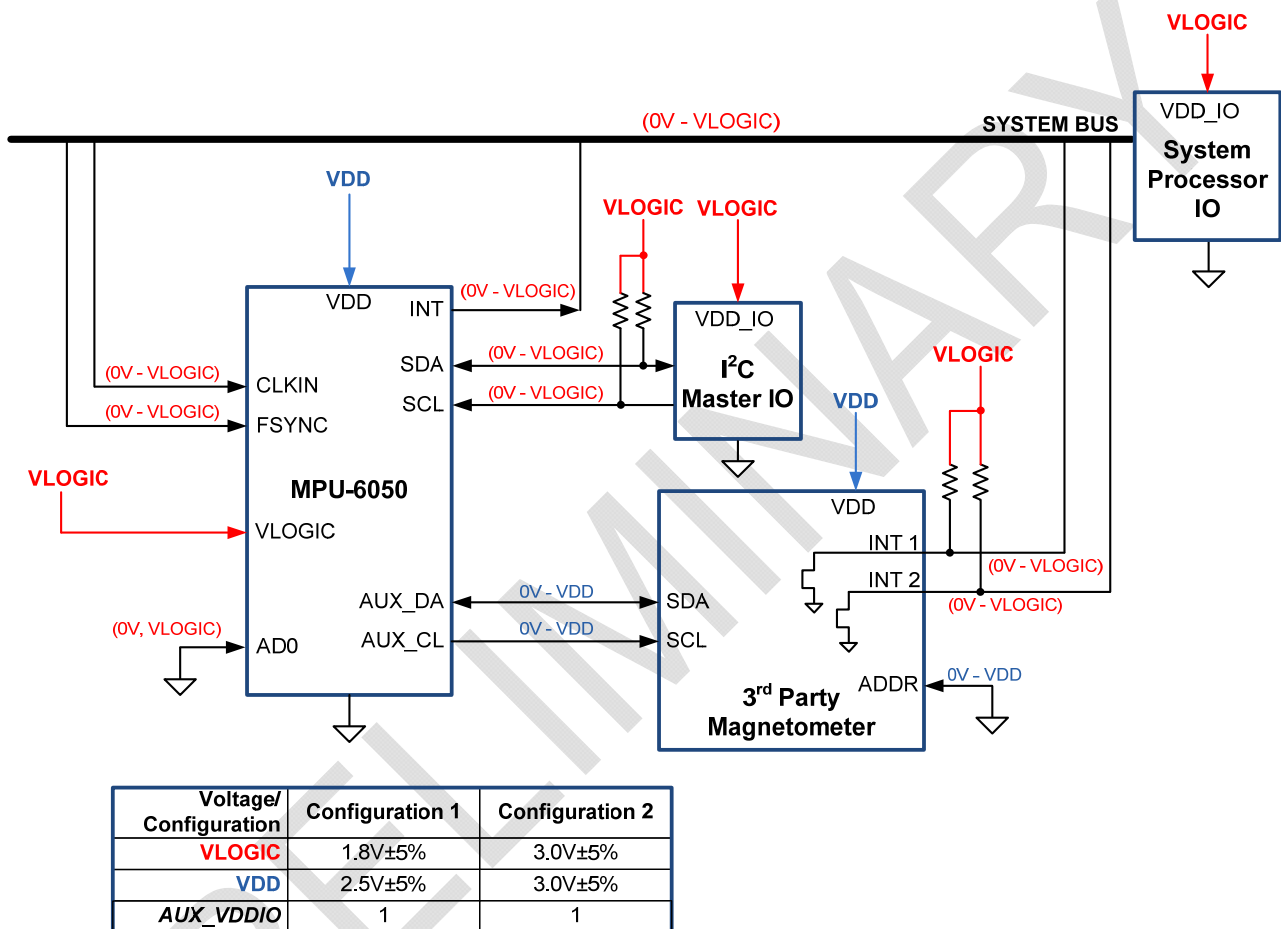 VLOGIC
VDD_IO
System
Processor
IO
(0V - VLOGIC)
SYSTEM BUS
VDD
VLOGIC VLOGIC
VDD
INT
(0V - VLOGIC)
VDD_IO
I²C
Master IO
(0V - VLOGIC)
CLKIN
SDA
(0V - VLOGIC)
(0V - VLOGIC)
FSYNC
SCL
(0V - VLOGIC)
VLOGIC
VDD
VLOGIC
MPU-6050
VLOGIC
VDD
INT 1
(0V - VLOGIC)
INT 2
(0V - VLOGIC)
AUX_DA
0V - VDD
SDA
(0V, VLOGIC)
AD0
AUX_CL
0V - VDD
SCL
ADDR
0V - VDD
3rd Party
Magnetometer
Voltage/
Configuration
Configuration 1
Configuration 2
VLOGIC 1.8V±5% 3.0V±5%
VDD 2.5V±5% 3.0V±5%
AUX_VDDIO 1 1
PRELIMINARY